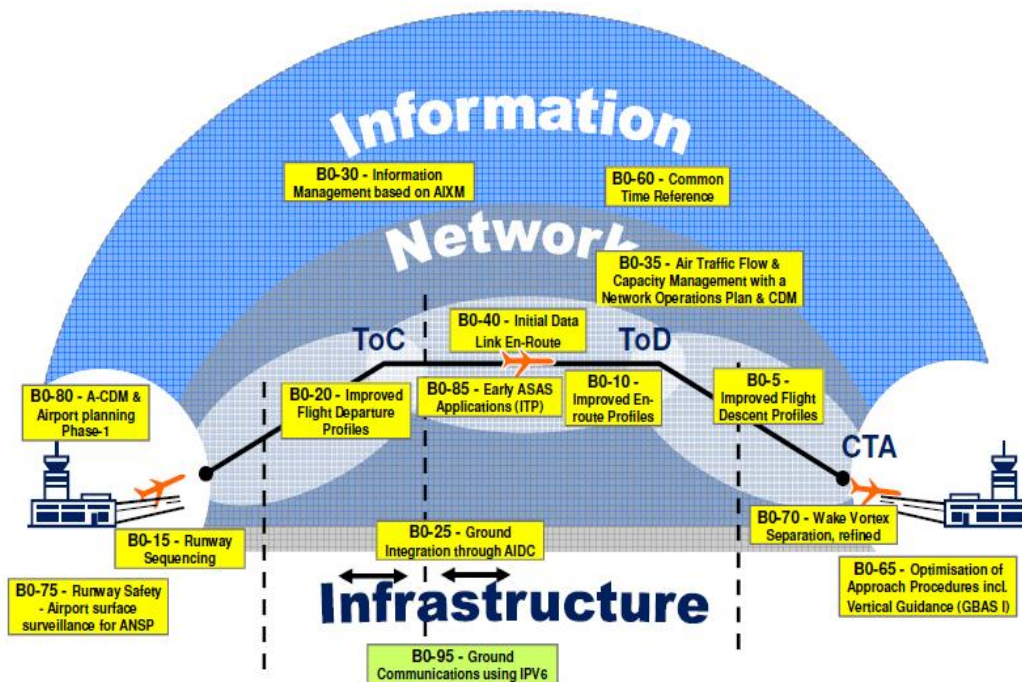 Information
B0-30 - Information
Management based on AIXM
B0-60 - Common
Time Reference
Network
B0-35 - Air Traffic Flow &
Capacity Management with a
Network Operations Plan & CDM
ToC
B0-40 - Initial Data
Link En-Route
ToD
B0-80 - A-CDM &
Airport planning
Phase-1
B0-20 - Improved
Flight Departure
Profiles
B0-85 - Early ASAS
Applications (ITP)
B0-10 -
Improved En-
route Profiles
B0-5 -
Improved Flight
Descent Profiles
CTA
B0-15 - Runway
Sequencing
B0-25 - Ground
Integration through AIDC
B0-70 - Wake Vortex
Separation, refined
B0-75 - Runway Safety
- Airport surface
surveillance for ANSP
Infrastructure
B0-65 - Optimisation of
Approach Procedures incl.
Vertical Guidance (GBAS I)
B0-95 - Ground
Communications using IPV6